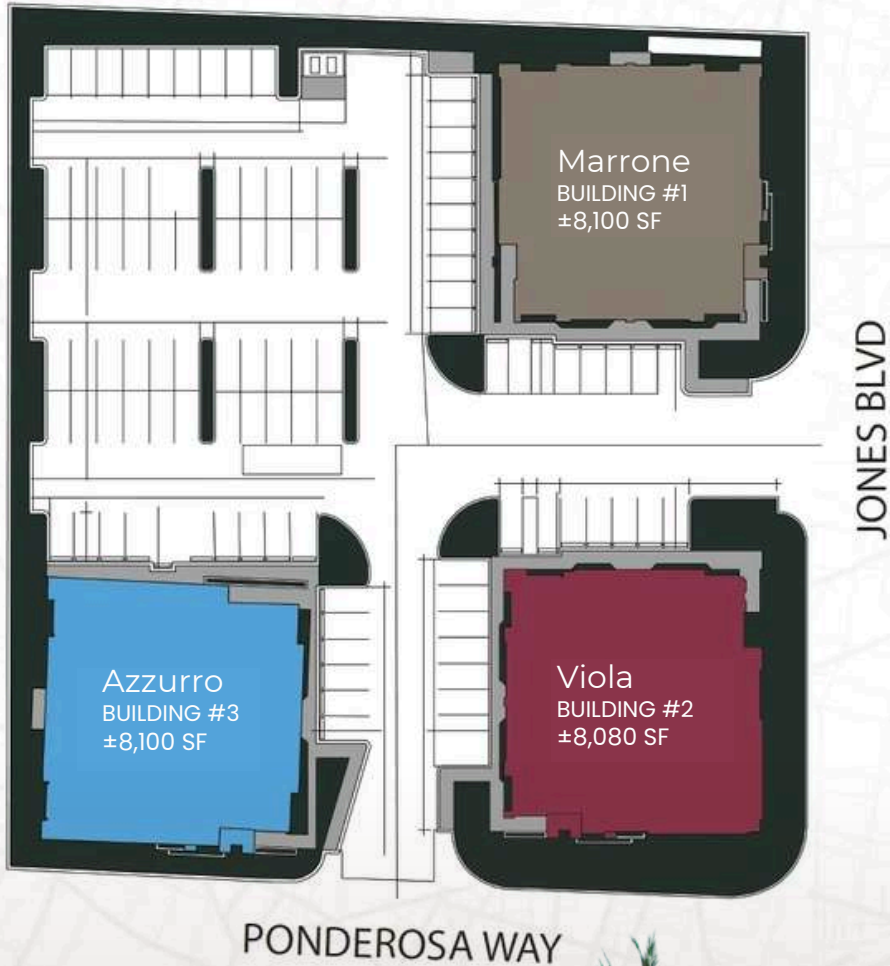 Marrone
BUILDING #1
±8,100 SF
JONES BLVD
Azzurro
BUILDING #3
±8,100 SF
Viola
BUILDING #2
±8,080 SF
PONDEROSA WAY